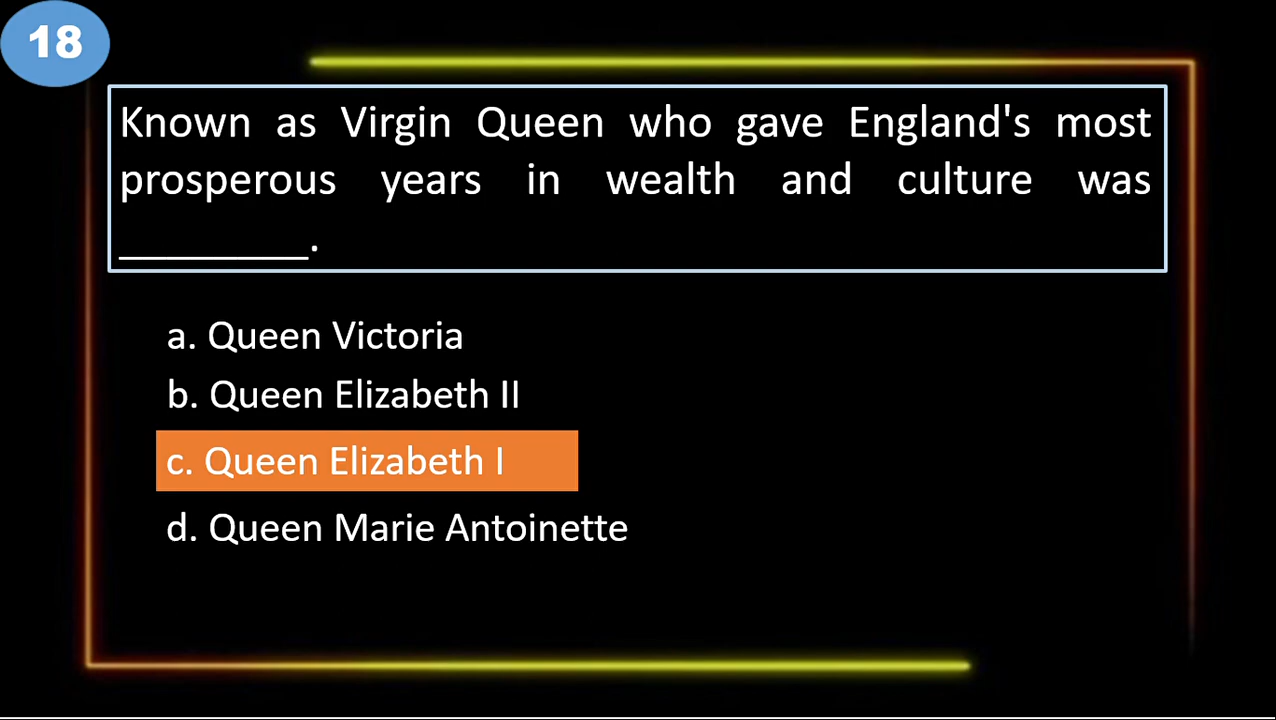 18
Known as Virgin Queen who gave England's most
prosperous years in wealth and culture was
________.
a. Queen Victoria
b. Queen Elizabeth II
c. Queen Elizabeth I
d. Queen Marie Antoinette